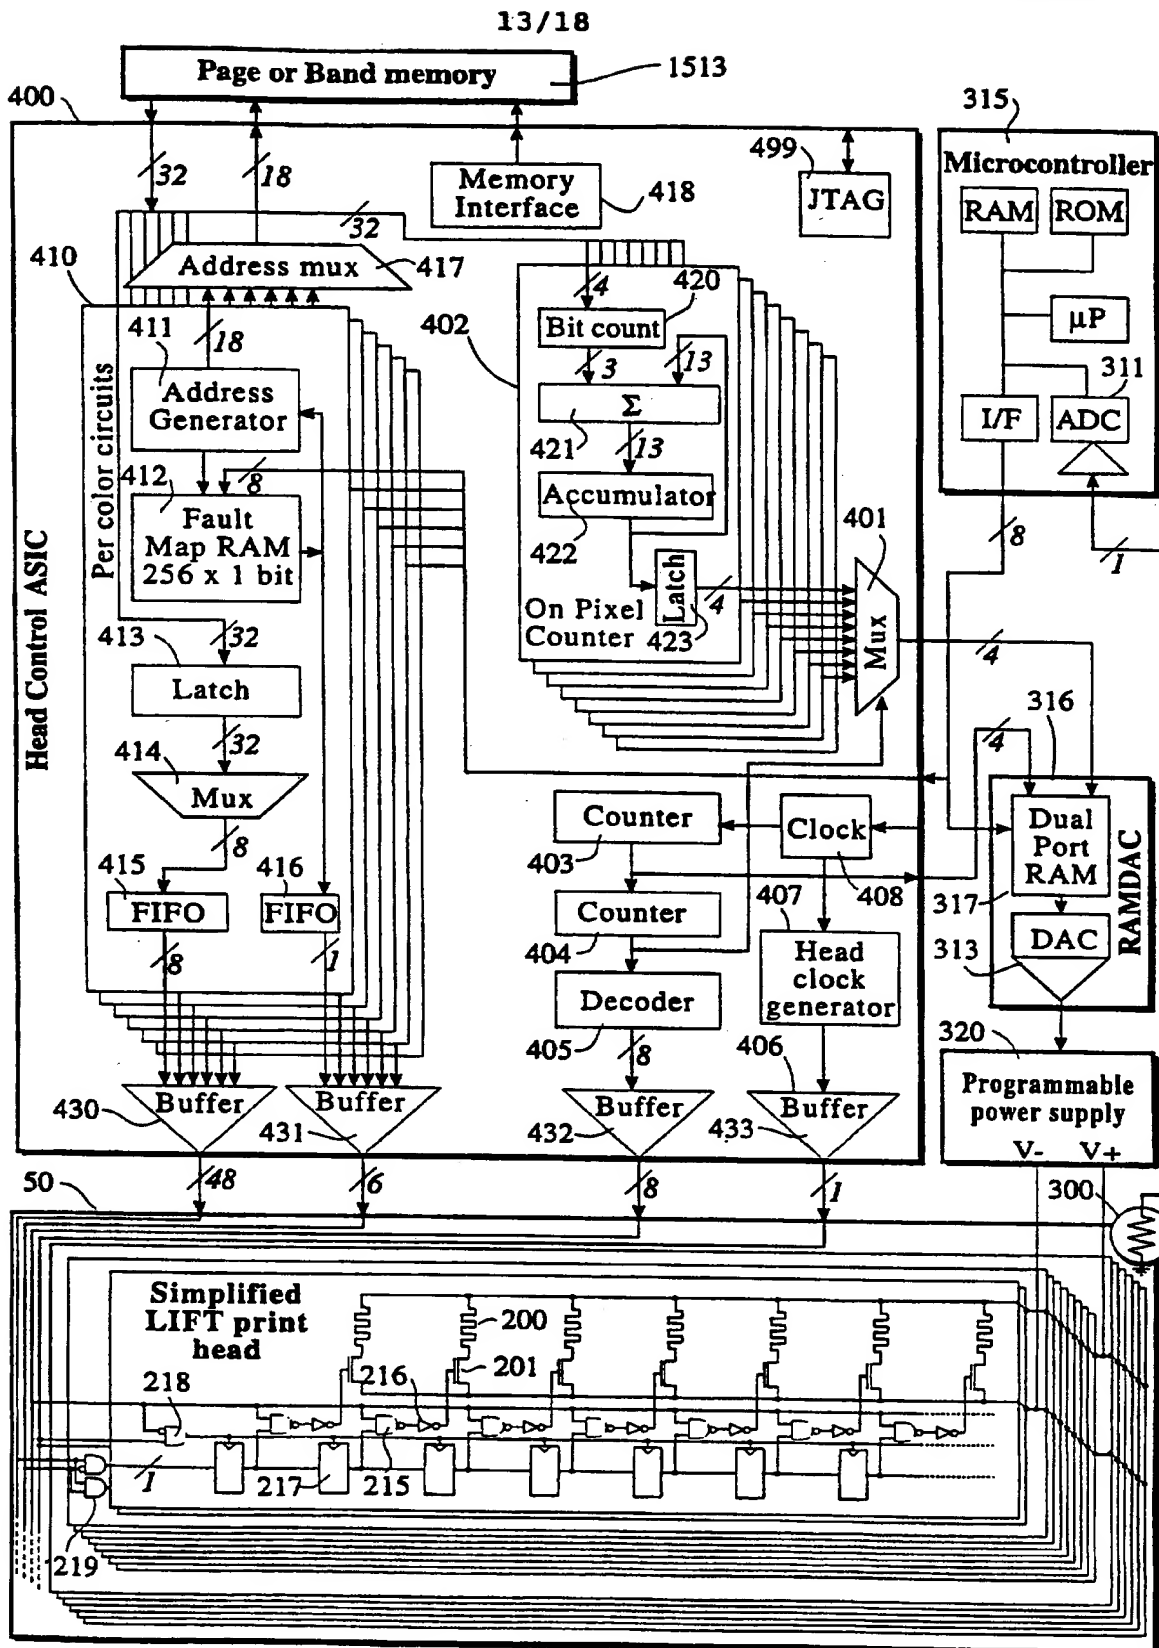 13/18
Page or Band memory
1513
400
315
32
18
Memory
Interface
418
499
JTAG
Microcontroller
RAM
ROM
µP
311
I/F
ADC
8
1
32
410
Address mux
417
Per color circuits
411
18
Address
Generator
412
8
Fault
Map RAM
256 x 1 bit
413
32
Latch
32
414
Mux
8
415
FIFO
416
FIFO
8
1
Head Control ASIC
402
4
420
Bit count
3
13
Σ
421
13
Accumulator
422
Latch
4
423
On Pixel
Counter
401
Mux
4
316
4
Counter
403
Clock
408
Counter
404
407
Head
clock
generator
Decoder
405
8
406
Dual
Port
RAM
317
DAC
313
RAMDAC
320
Programmable
power supply
V-
V+
Buffer
430
Buffer
431
Buffer
432
Buffer
433
48
6
8
1
50
300
Simplified
LIFT print
head
200
201
216
218
1
217
215
219